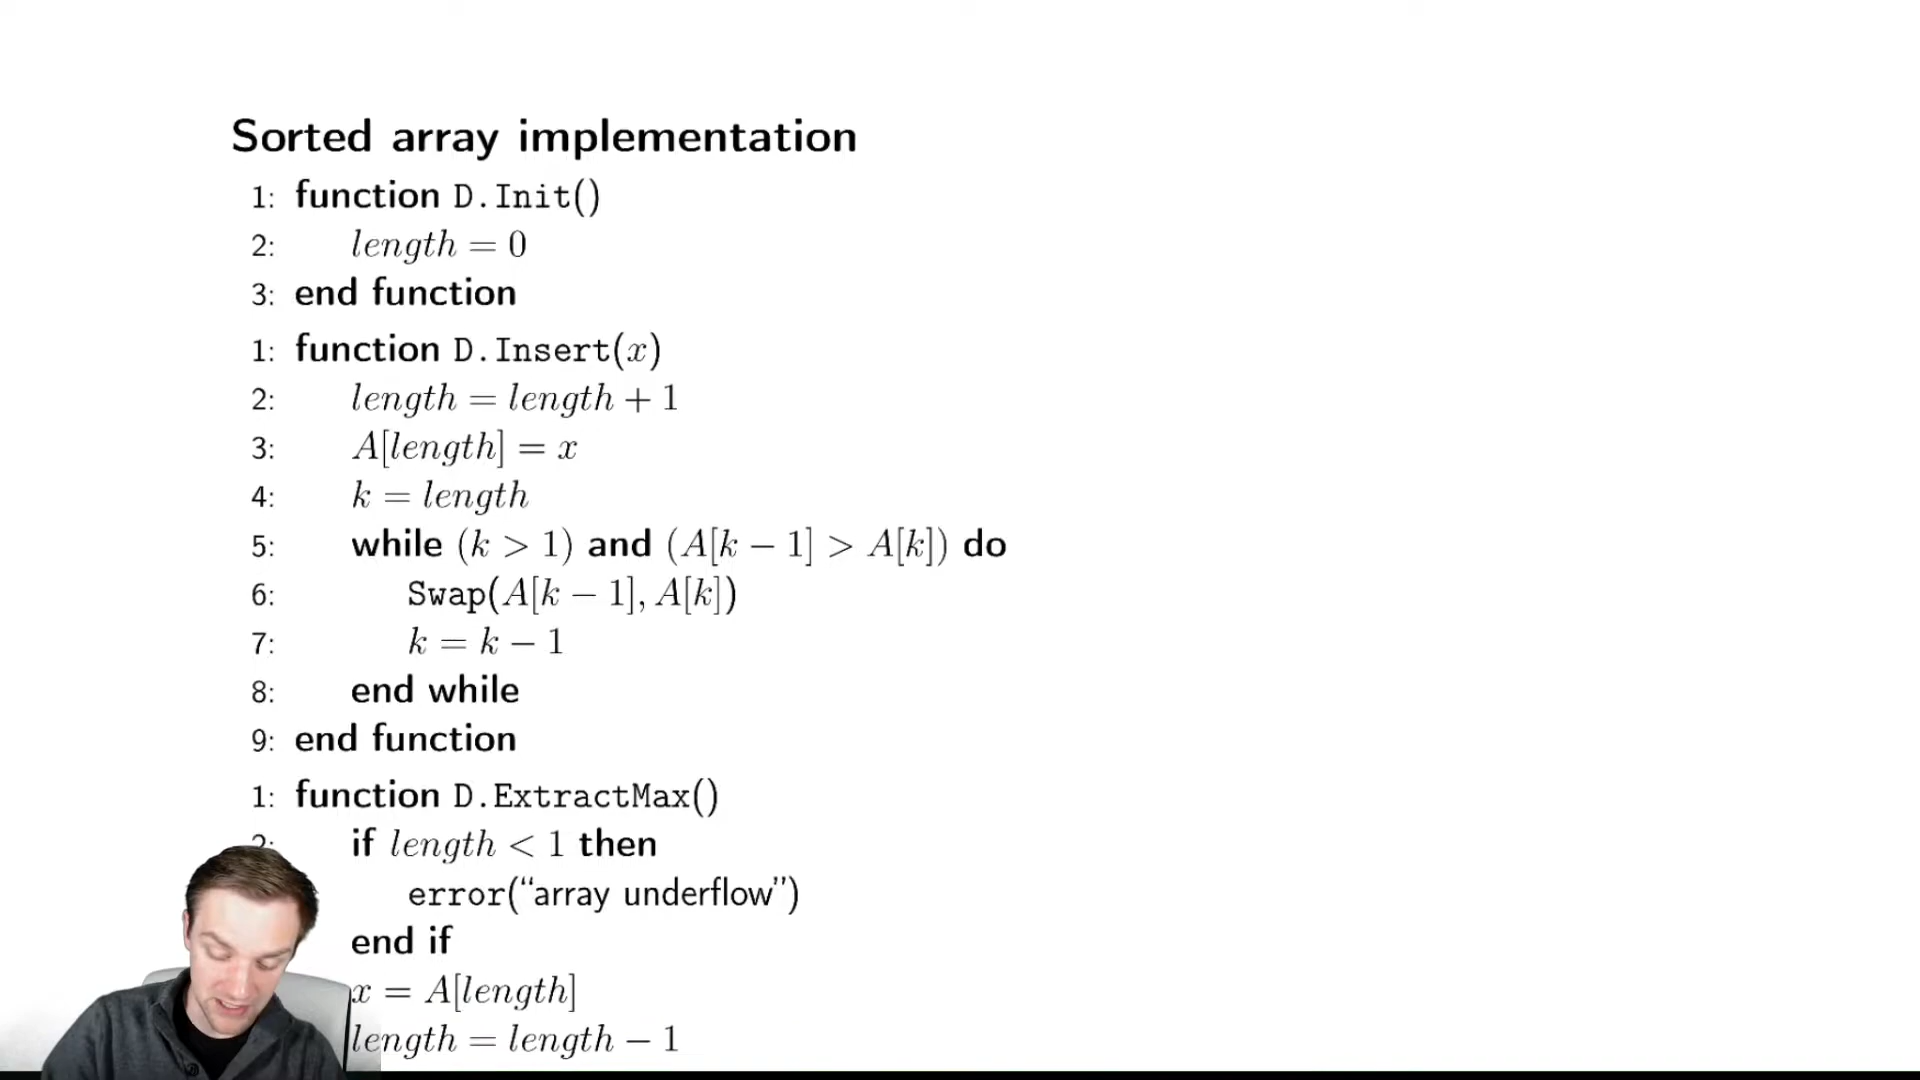 Sorted array implementation
1: function D.Init()
2: length = 0
3: end function
1: function D.Insert(x)
2: length = length + 1
3: A[length] = x
4: k = length
5: while (k > 1) and (A[k − 1] > A[k]) do
6: Swap(A[k − 1], A[k])
7: k = k − 1
8: end while
9: end function
1: function D.ExtractMax()
2: if length < 1 then
error(“array underflow”)
end if
x = A[length]
length = length − 1